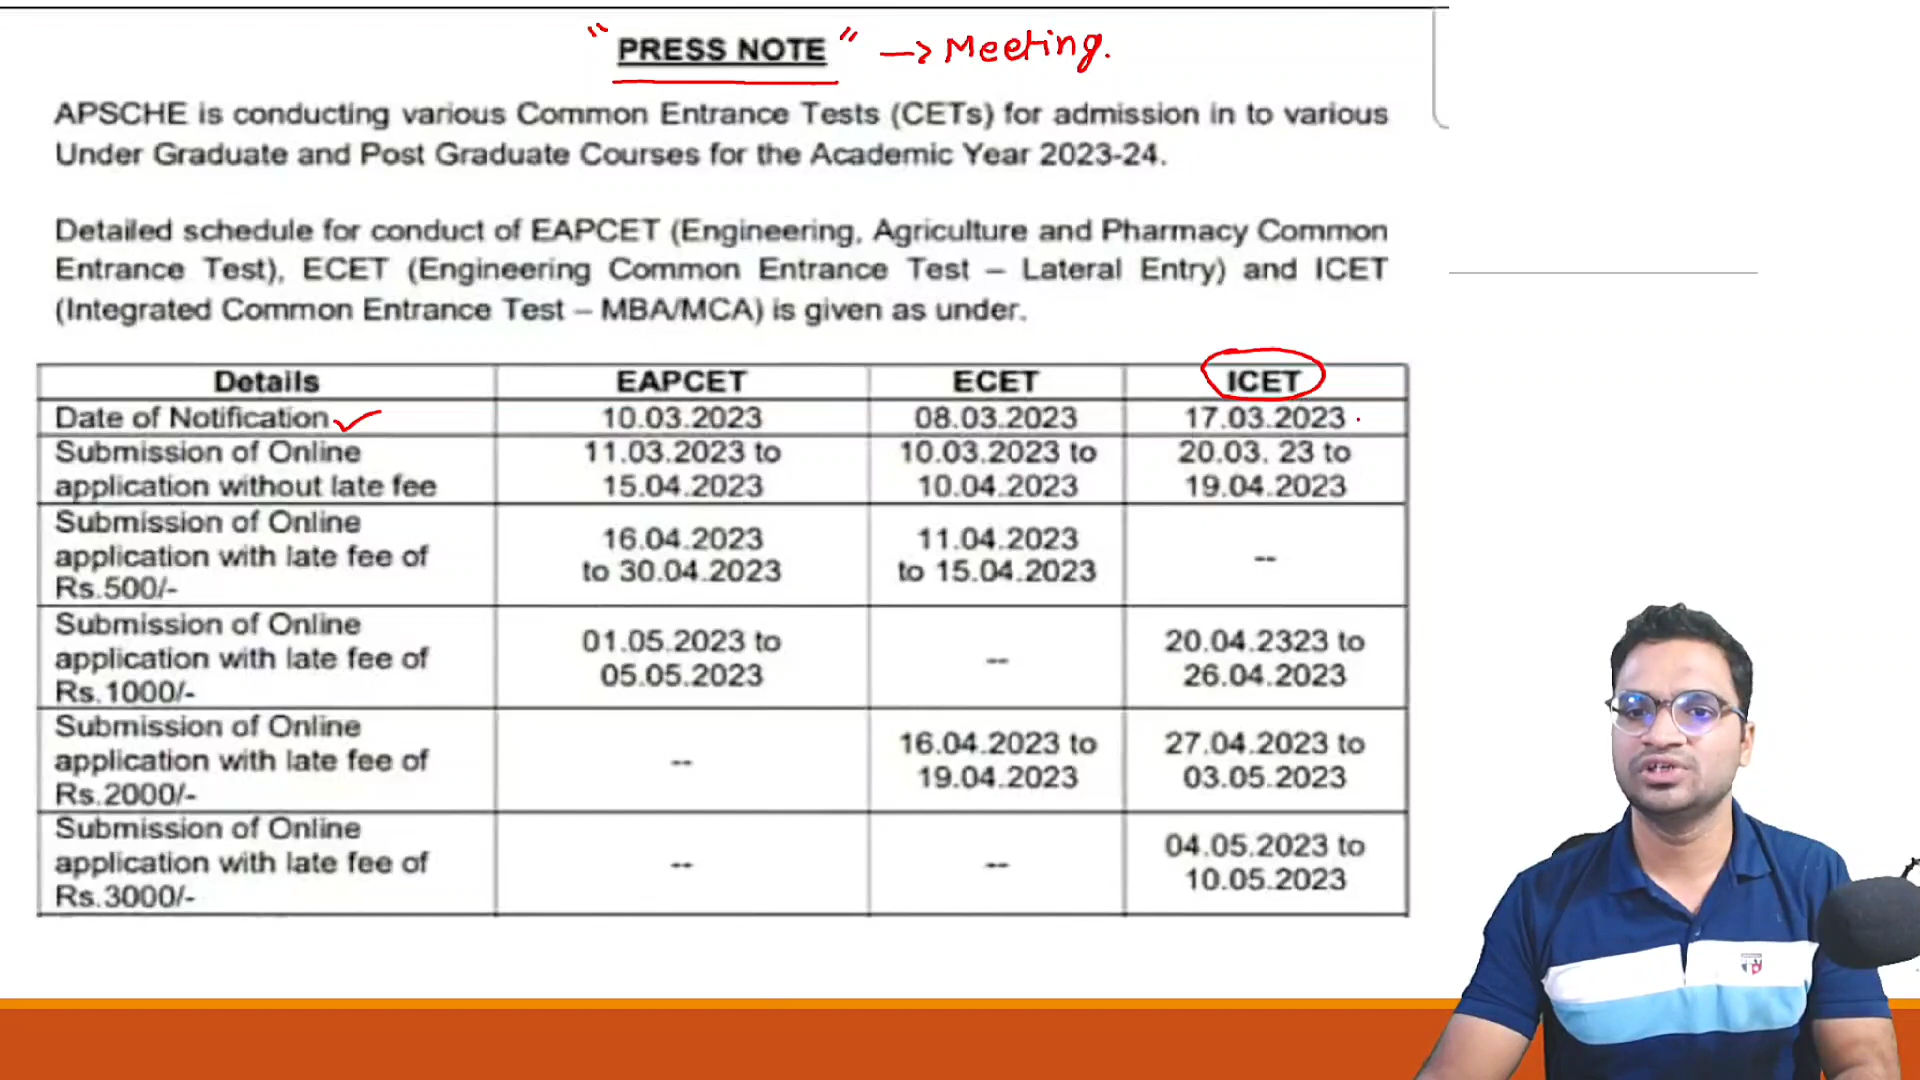 " PRESS NOTE " → Meeting.
APSCHE is conducting various Common Entrance Tests (CETs) for admission in to various
Under Graduate and Post Graduate Courses for the Academic Year 2023-24.
Detailed schedule for conduct of EAPCET (Engineering, Agriculture and Pharmacy Common
Entrance Test), ECET (Engineering Common Entrance Test – Lateral Entry) and ICET
(Integrated Common Entrance Test – MBA/MCA) is given as under.
Details EAPCET ECET ICET
Date of Notification 10.03.2023 08.03.2023 17.03.2023
Submission of Online 11.03.2023 to 10.03.2023 to 20.03. 23 to
application without late fee 15.04.2023 10.04.2023 19.04.2023
Submission of Online
application with late fee of
Rs.500/-
16.04.2023
to 30.04.2023
11.04.2023
to 15.04.2023
--
Submission of Online
application with late fee of
Rs.1000/-
01.05.2023 to
05.05.2023
--
20.04.2323 to
26.04.2023
Submission of Online
application with late fee of
Rs.2000/-
--
16.04.2023 to
19.04.2023
27.04.2023 to
03.05.2023
Submission of Online
application with late fee of
Rs.3000/-
--
--
04.05.2023 to
10.05.2023